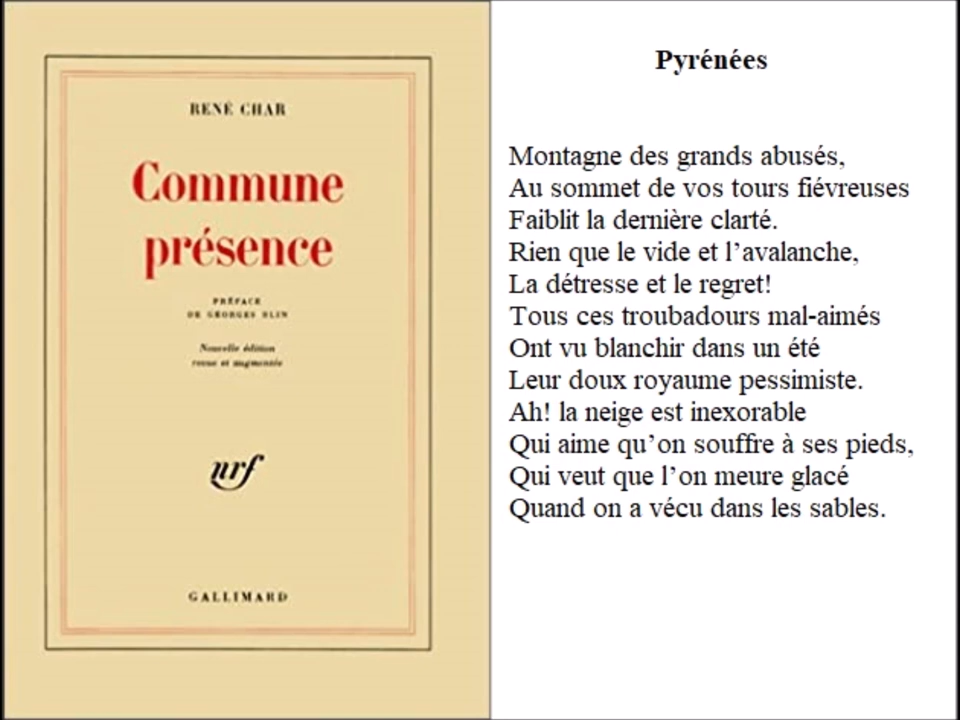 RENÉ CHAR
Commune
présence
PRÉFACE
DE GEORGES BLIN
Nouvelle édition
revue et augmentée
nrf
GALLIMARD
Pyrénées
Montagne des grands abusés,
Au sommet de vos tours fiévreuses
Faiblit la dernière clarté.
Rien que le vide et l’avalanche,
La détresse et le regret!
Tous ces troubadours mal-aimés
Ont vu blanchir dans un été
Leur doux royaume pessimiste.
Ah! la neige est inexorable
Qui aime qu’on souffre à ses pieds,
Qui veut que l’on meure glacé
Quand on a vécu dans les sables.